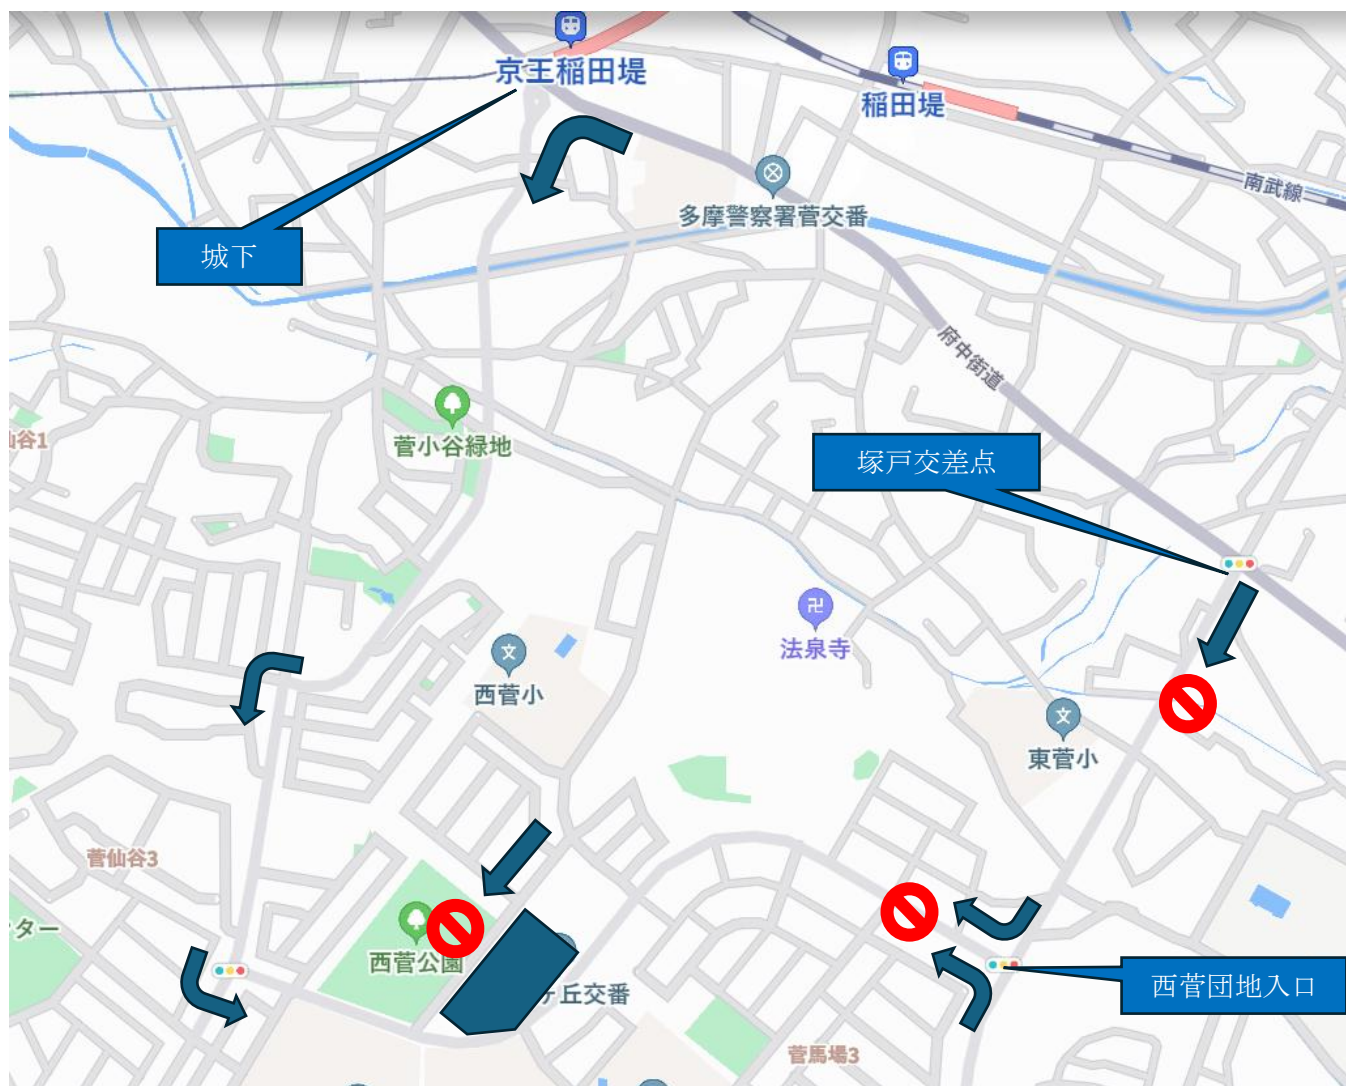 京王稲田堤
稲田堤
南武線
多摩警察署菅交番
城下
府中街道
仙谷1
菅小谷緑地
塚戸交差点
法泉寺
西菅小
東菅小
菅仙谷3
ター
西菅公園
ヶ丘交番
西菅団地入口
菅馬場3